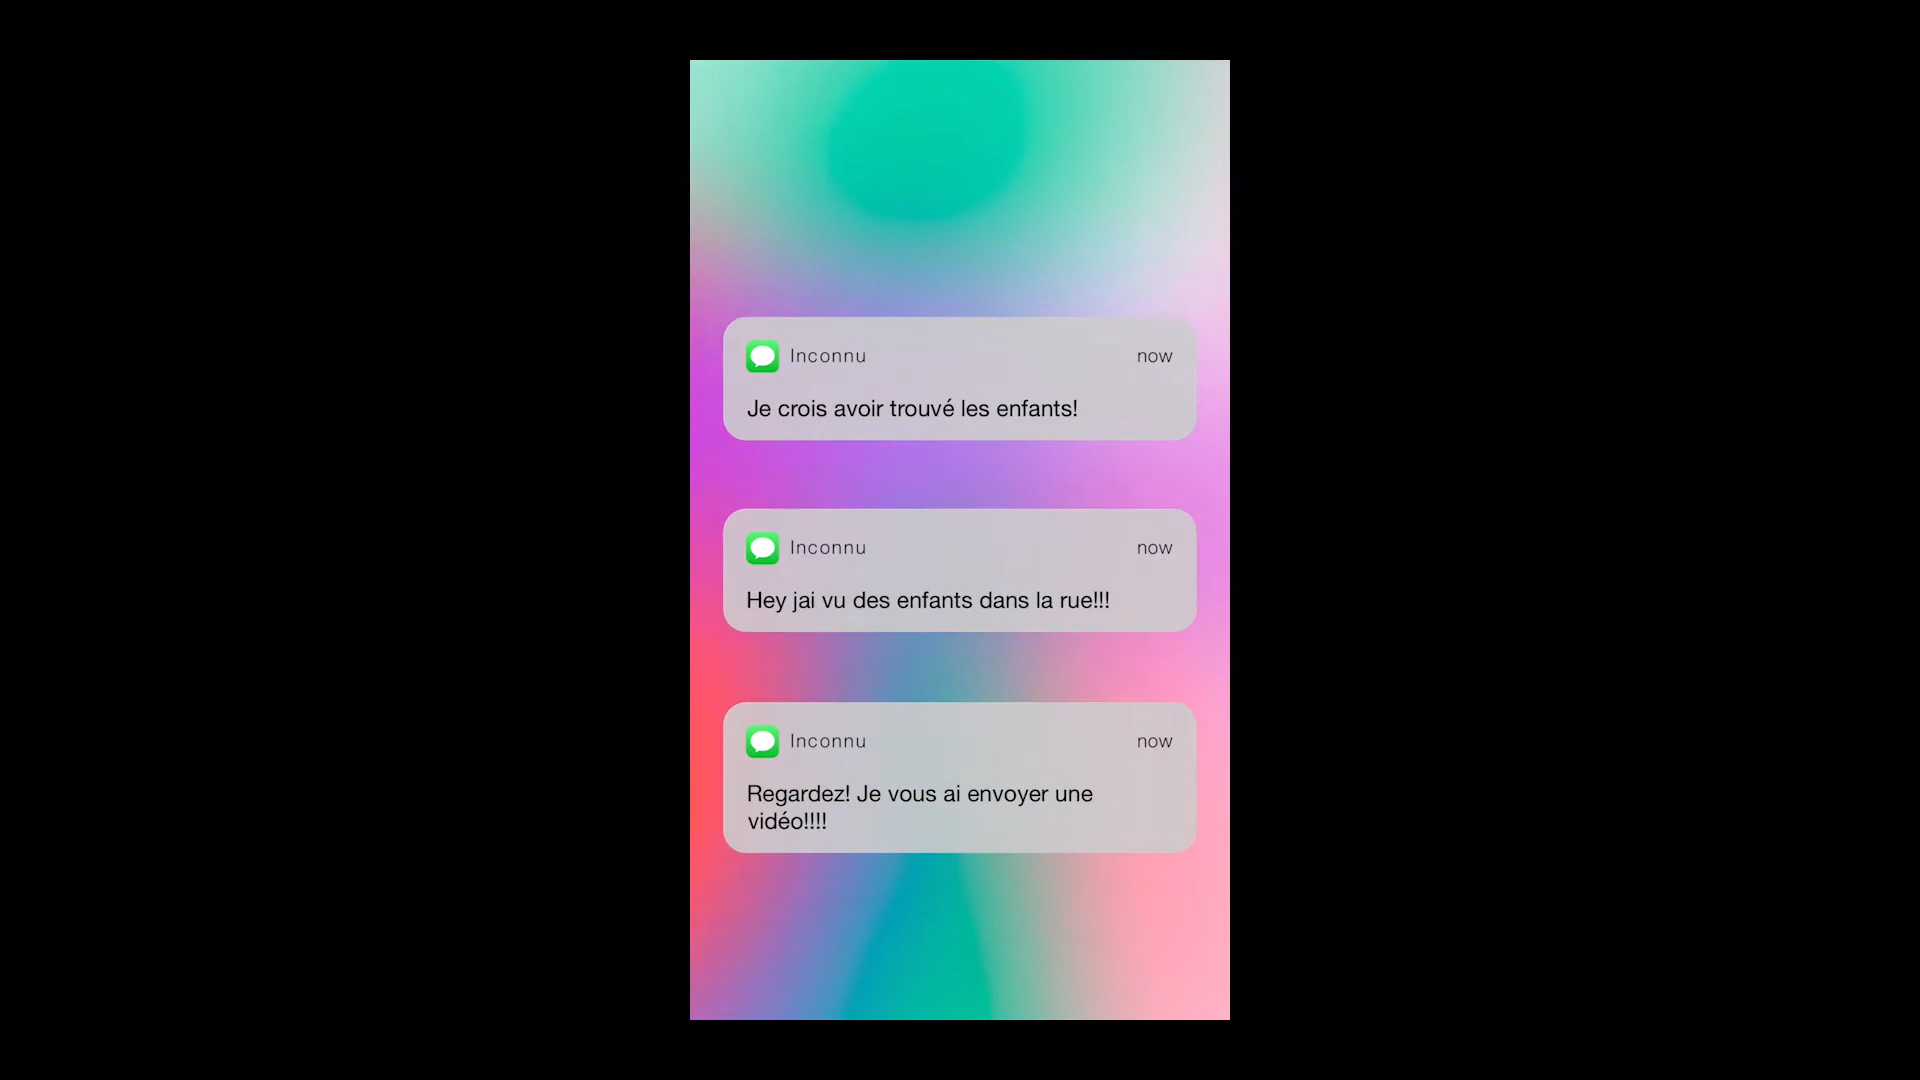 Inconnu now
Je crois avoir trouvé les enfants!
Inconnu now
Hey jai vu des enfants dans la rue!!!
Inconnu now
Regardez! Je vous ai envoyer une
vidéo!!!!